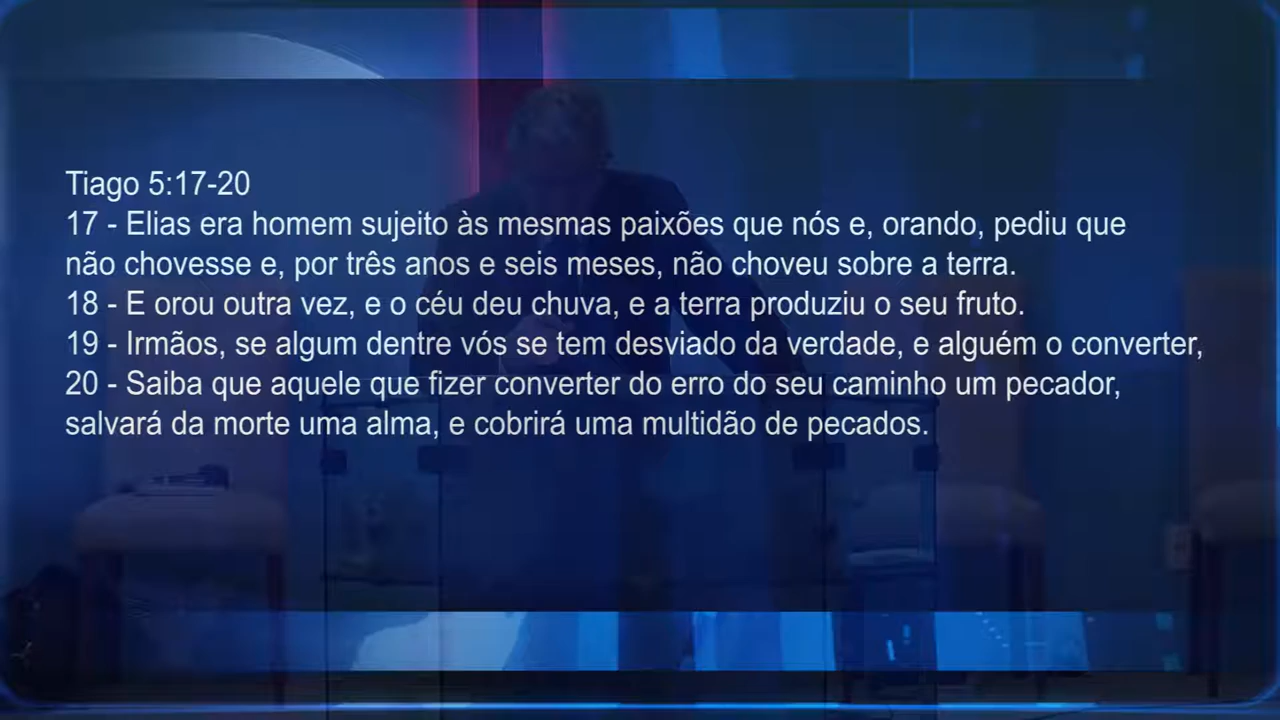 Tiago 5:17-20
17 - Elias era homem sujeito às mesmas paixões que nós e, orando, pediu que
não chovesse e, por três anos e seis meses, não choveu sobre a terra.
18 - E orou outra vez, e o céu deu chuva, e a terra produziu o seu fruto.
19 - Irmãos, se algum dentre vós se tem desviado da verdade, e alguém o converter,
20 - Saiba que aquele que fizer converter do erro do seu caminho um pecador,
salvará da morte uma alma, e cobrirá uma multidão de pecados.